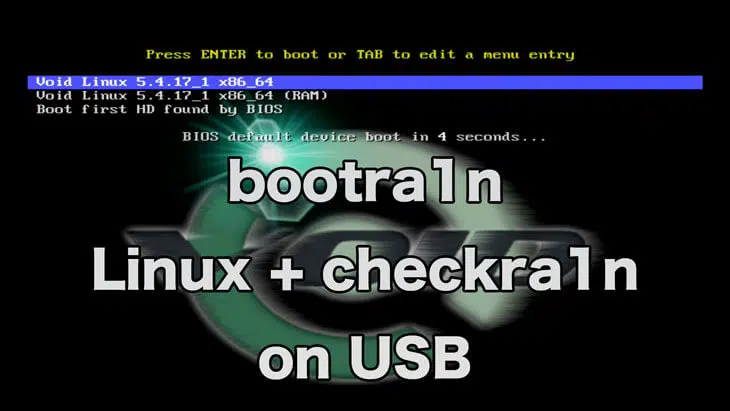 Press ENTER to boot or TAB to edit a menu entry
Void Linux 5.4.17_1 x86_64
Void Linux 5.4.17_1 x86_64 (RAM)
Boot first HD found by BIOS
BIOS default device boot in 4 seconds...
bootra1n
VOID
Linux + checkra1n
on USB